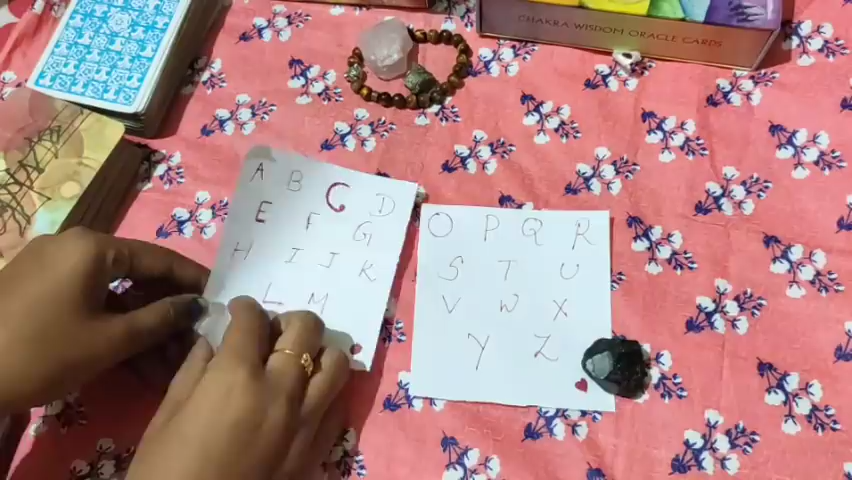 CHAKRA WISDOM ORACLE CARDS
A B C D
E F G
H I J K
L M
O P Q R
S T U
V W X
Y Z